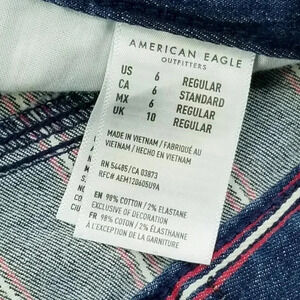 AMERICAN EAGLE
OUTFITTERS
US 6 REGULAR
CA 6 STANDARD
MX 6 REGULAR
UK 10 REGULAR
MADE IN VIETNAM / FABRIQUÉ AU
VIETNAM / HECHO EN VIETNAM
RN 54485/CA 03873
RFC# AEM120605U9A
EN 98% COTTON / 2% ELASTANE
EXCLUSIVE OF DECORATION
FR 98% COTON / 2% ÉLASTHANNE
À L'EXCEPTION DE LA GARNITURE